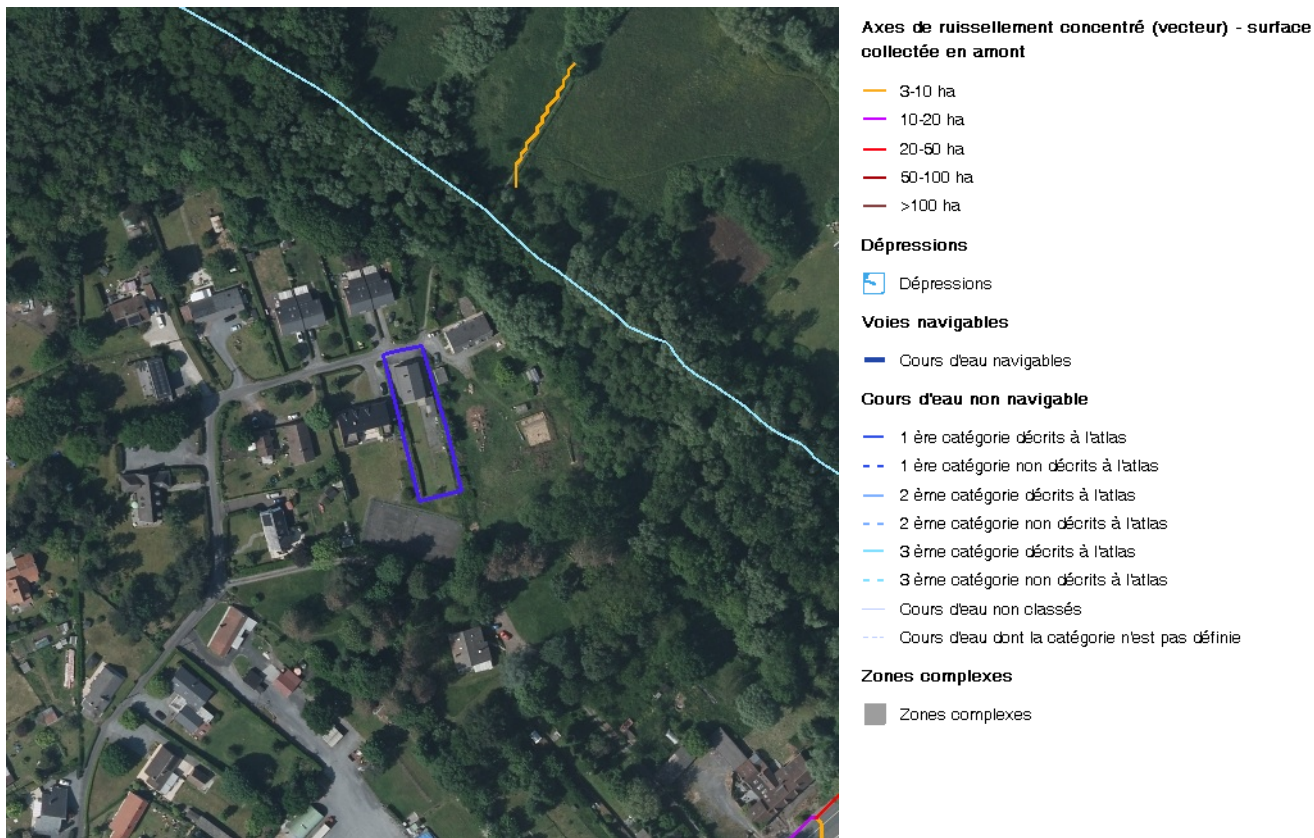 Axes de ruissellement concentré (vecteur) - surface
collectée en amont
3-10 ha
10-20 ha
20-50 ha
50-100 ha
>100 ha
Dépressions
Dépressions
Voies navigables
Cours d'eau navigables
Cours d'eau non navigable
1 ère catégorie décrits à l'atlas
1 ère catégorie non décrits à l'atlas
2 ème catégorie décrits à l'atlas
2 ème catégorie non décrits à l'atlas
3 ème catégorie décrits à l'atlas
3 ème catégorie non décrits à l'atlas
Cours d'eau non classés
Cours d'eau dont la catégorie n'est pas définie
Zones complexes
Zones complexes